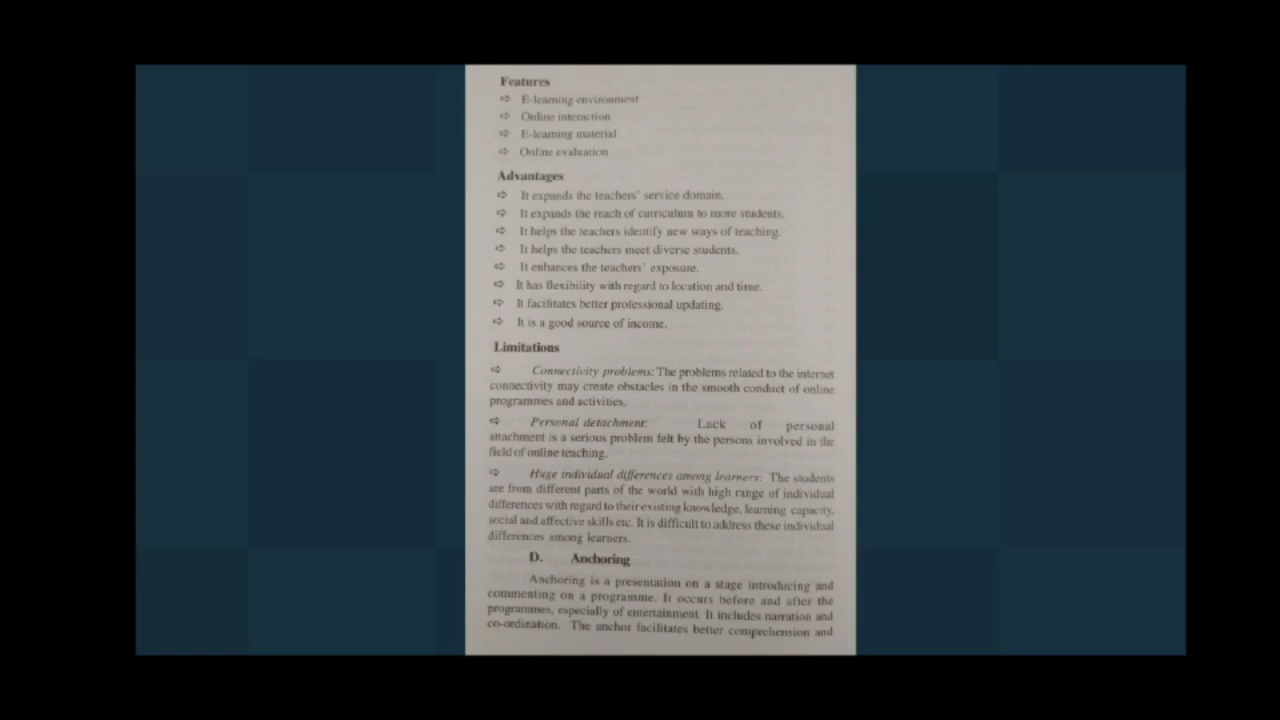 Features
⇨ E-learning environment
⇨ Online interaction
⇨ E-learning material
⇨ Online evaluation
Advantages
⇨ It expands the teachers' service domain.
⇨ It expands the reach of curriculum to more students.
⇨ It helps the teachers identify new ways of teaching.
⇨ It helps the teachers meet diverse students.
⇨ It enhances the teachers' exposure.
⇨ It has flexibility with regard to location and time.
⇨ It facilitates better professional updating.
⇨ It is a good source of income.
Limitations
⇨ Connectivity problems: The problems related to the internet
connectivity may create obstacles in the smooth conduct of online
programmes and activities.
⇨ Personal detachment: Lack of personal
attachment is a serious problem felt by the persons involved in the
field of online teaching.
⇨ Huge individual differences among learners: The students
are from different parts of the world with high range of individual
differences with regard to their existing knowledge, learning capacity,
social and affective skills etc. It is difficult to address these individual
differences among learners.
D. Anchoring
Anchoring is a presentation on a stage introducing and
commenting on a programme. It occurs before and after the
programmes, especially of entertainment. It includes narration and
co-ordination. The anchor facilitates better comprehension and